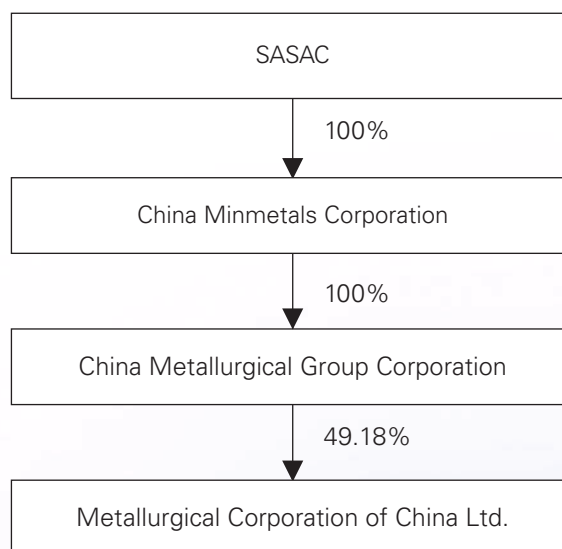 SASAC
100%
China Minmetals Corporation
100%
China Metallurgical Group Corporation
49.18%
Metallurgical Corporation of China Ltd.